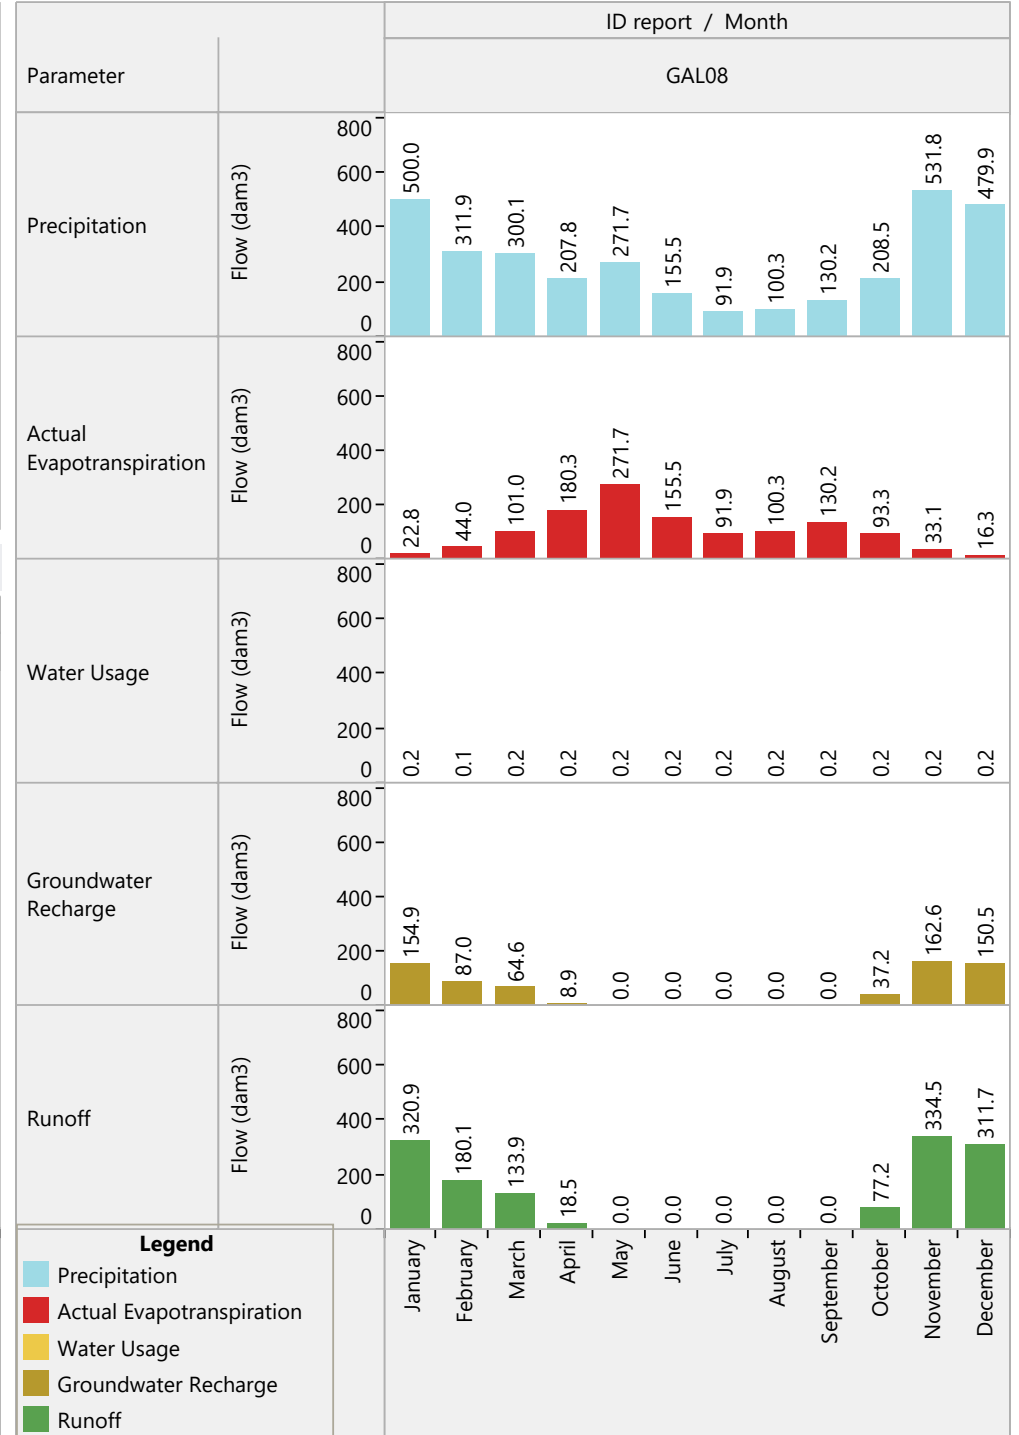 ID report / Month
Parameter
GAL08
Precipitation
Flow (dam3)
800
600
400
200
0
500.0
311.9
300.1
207.8
271.7
155.5
91.9
100.3
130.2
208.5
531.8
479.9
Actual
Evapotranspiration
Flow (dam3)
800
600
400
200
0
22.8
44.0
101.0
180.3
271.7
155.5
91.9
100.3
130.2
93.3
33.1
16.3
Water Usage
Flow (dam3)
800
600
400
200
0
0.2
0.1
0.2
0.2
0.2
0.2
0.2
0.2
0.2
0.2
0.2
0.2
Groundwater
Recharge
Flow (dam3)
800
600
400
200
0
154.9
87.0
64.6
8.9
0.0
0.0
0.0
0.0
0.0
37.2
162.6
150.5
Runoff
Flow (dam3)
800
600
400
200
0
320.9
180.1
133.9
18.5
0.0
0.0
0.0
0.0
0.0
77.2
334.5
311.7
January
February
March
April
May
June
July
August
September
October
November
December
Legend
Precipitation
Actual Evapotranspiration
Water Usage
Groundwater Recharge
Runoff